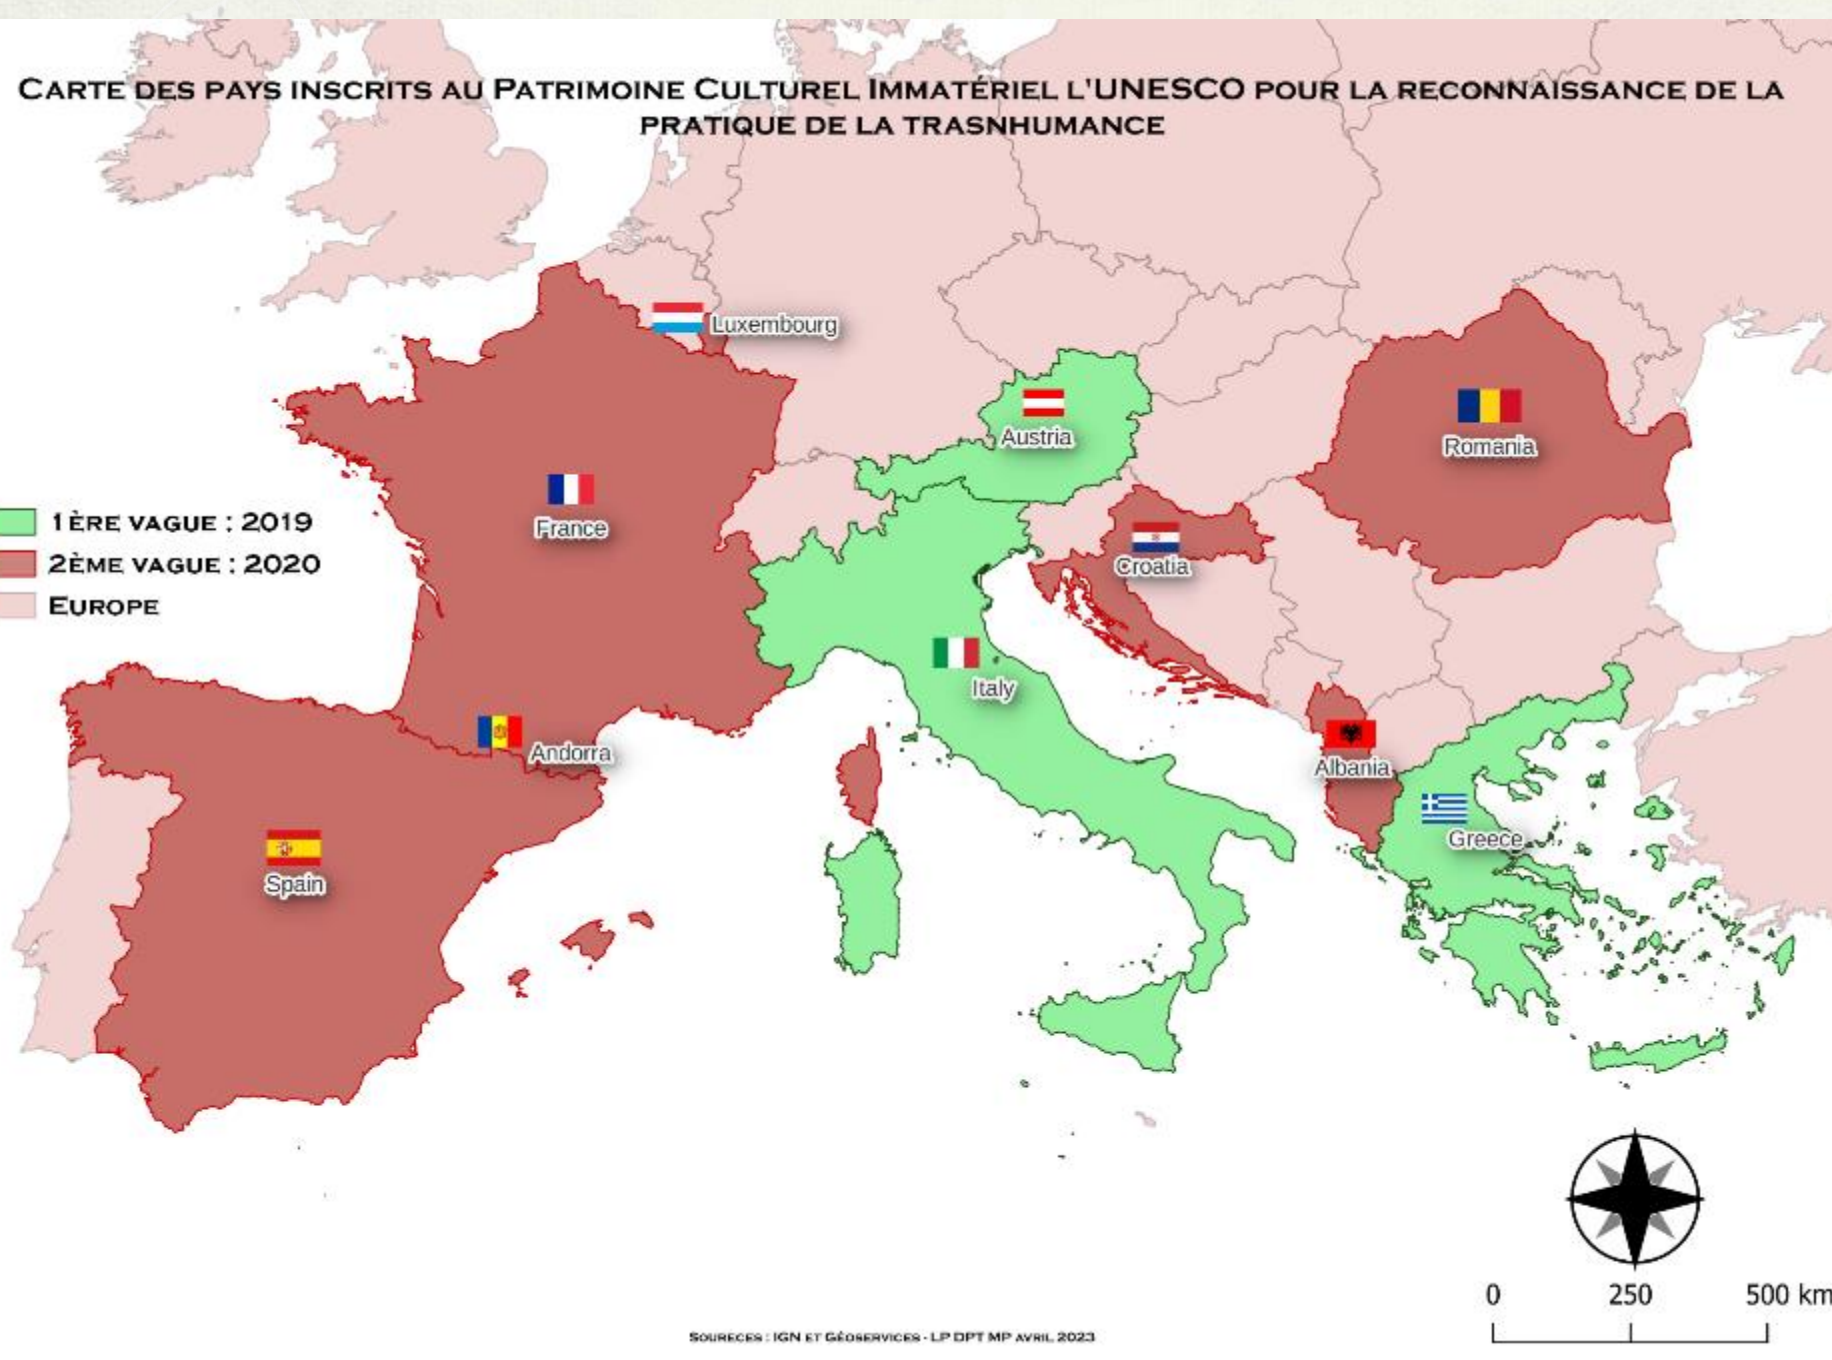 CARTE DES PAYS INSCRITS AU PATRIMOINE CULTUREL IMMATÉRIEL L'UNESCO POUR LA RECONNAISSANCE DE LA
PRATIQUE DE LA TRASNHUMANCE
Luxembourg
Austria
Romania
France
1ÈRE VAGUE : 2019
2ÈME VAGUE : 2020
EUROPE
Croatia
Italy
Andorra
Albania
Greece
Spain
0 250 500 km
SOURECES : IGN ET GÉOSERVICES - LP DPT MP AVRIL 2023